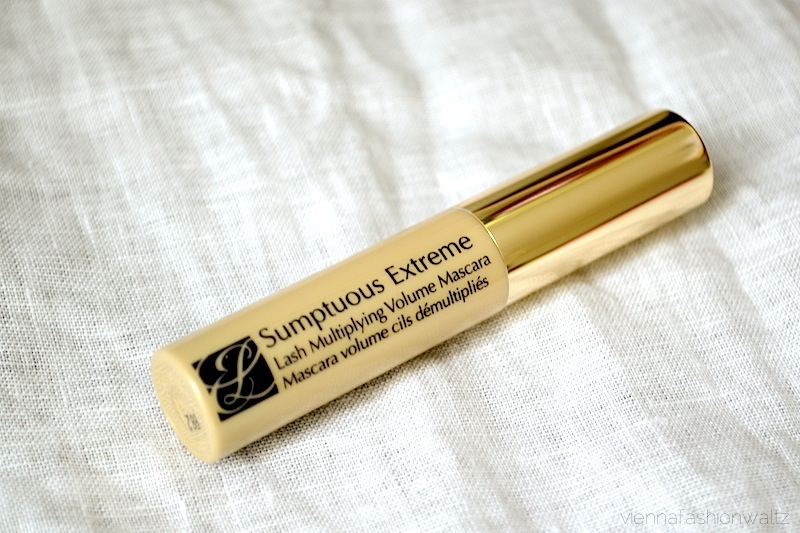 Sumptuous Extreme
Lash Multiplying Volume Mascara
Mascara volume cils démultipliés
viennafashionwaltz